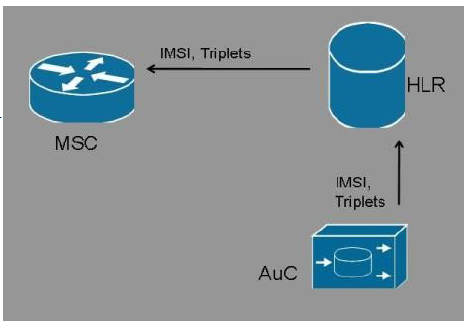 IMSI, Triplets
HLR
MSC
IMSI,
Triplets
AuC